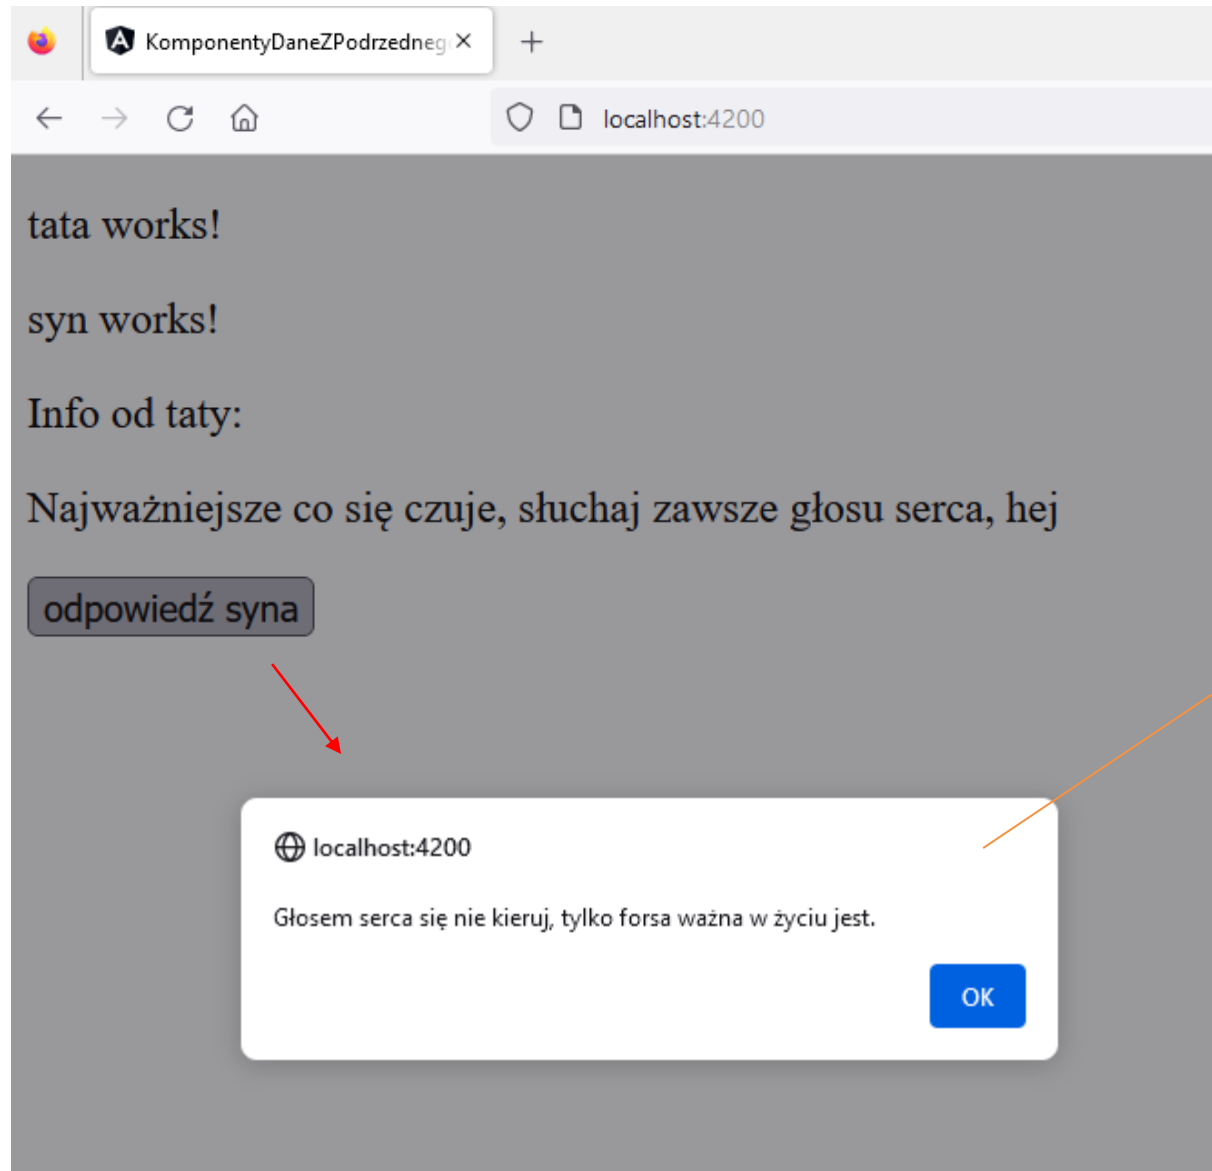 KomponentyDaneZPodrzedneg
localhost:4200
tata works!
syn works!
Info od taty:
Najważniejsze co się czuje, słuchaj zawsze głosu serca, hej
odpowiedź syna
localhost:4200
Głosem serca się nie kieruj, tylko forsa ważna w życiu jest.
OK